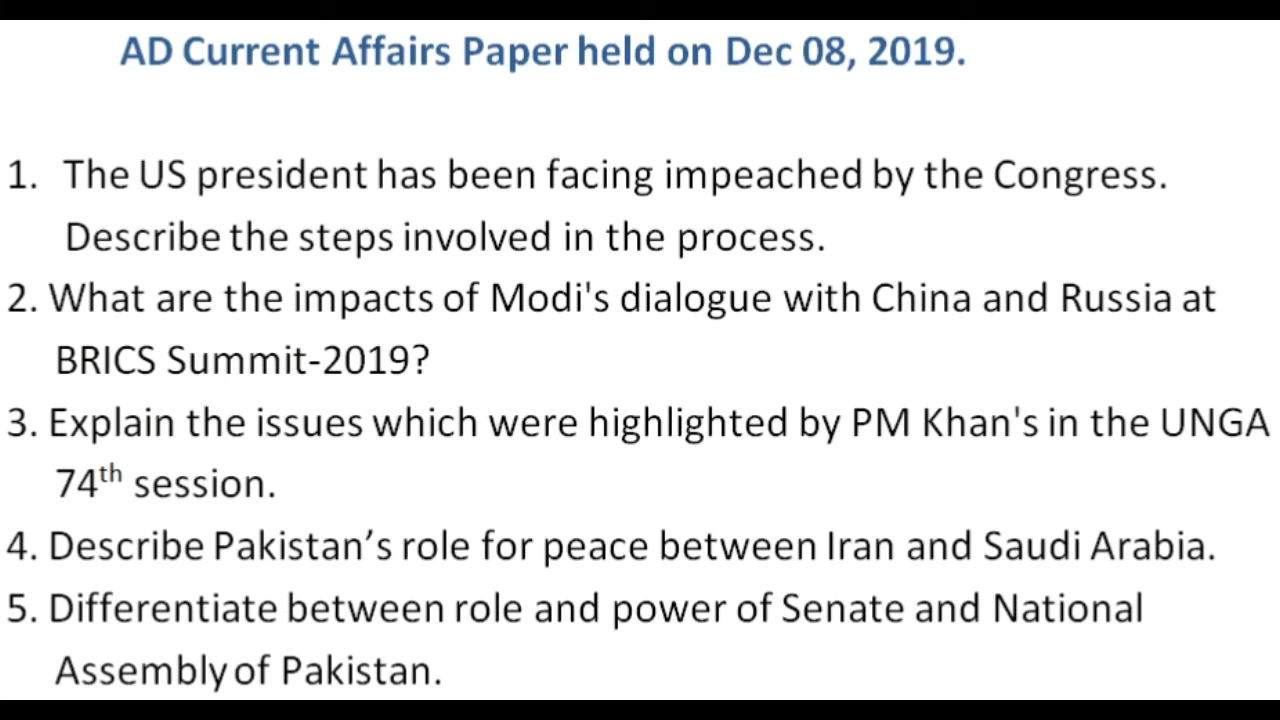 AD Current Affairs Paper held on Dec 08, 2019.
1. The US president has been facing impeached by the Congress.
Describe the steps involved in the process.
2. What are the impacts of Modi's dialogue with China and Russia at
BRICS Summit-2019?
3. Explain the issues which were highlighted by PM Khan's in the UNGA
74th session.
4. Describe Pakistan’s role for peace between Iran and Saudi Arabia.
5. Differentiate between role and power of Senate and National
Assembly of Pakistan.